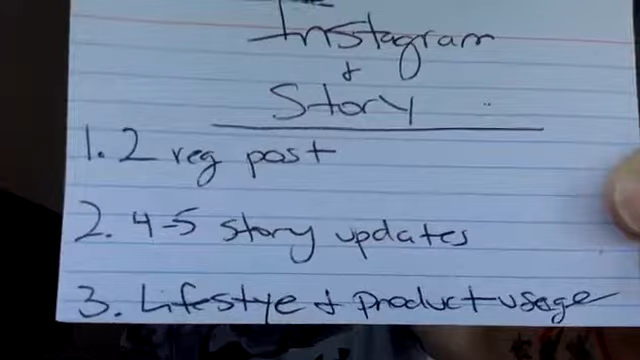 Instagram
&
Story
1. 2 reg post
2. 4-5 story updates
3. Lifestye & product usage